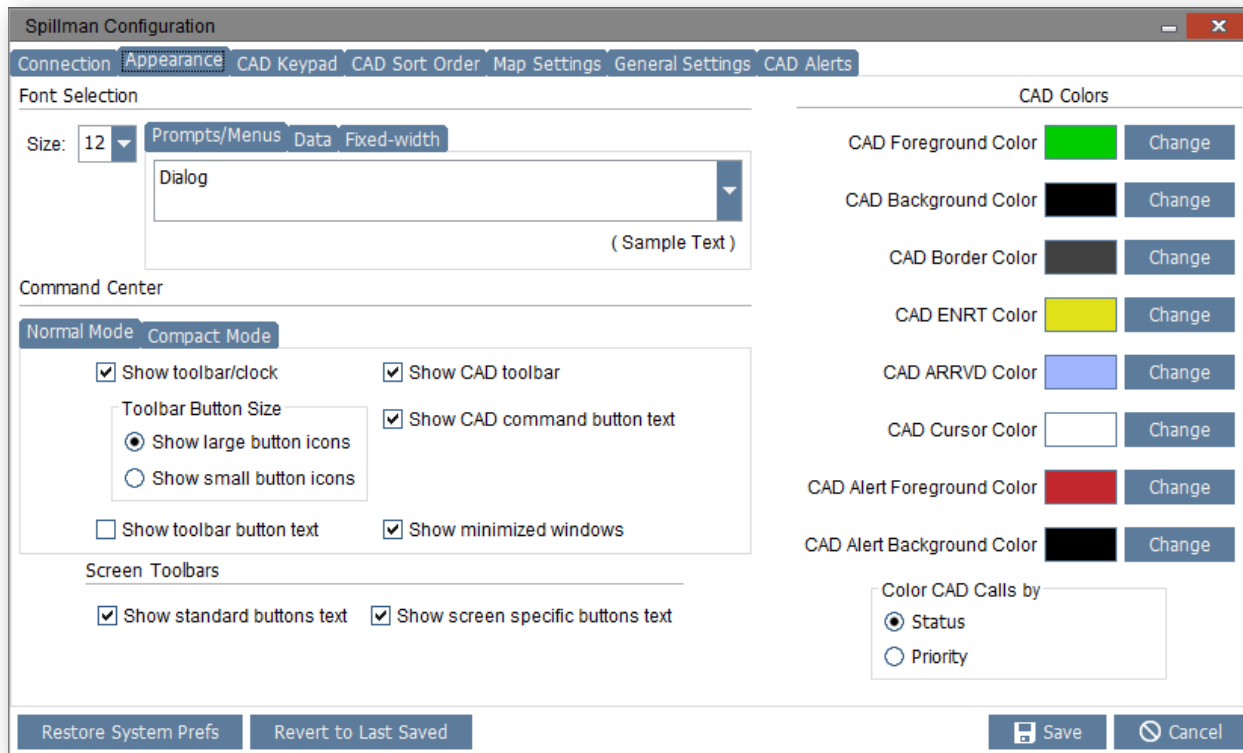 Spillman Configuration
Connection Appearance CAD Keypad CAD Sort Order Map Settings General Settings CAD Alerts
Font Selection
Size: 12
Prompts/Menus Data Fixed-width
Dialog
( Sample Text )
Command Center
Normal Mode Compact Mode
Show toolbar/clock
Show CAD toolbar
Toolbar Button Size
Show large button icons
Show small button icons
Show CAD command button text
Show toolbar button text
Show minimized windows
Screen Toolbars
Show standard buttons text
Show screen specific buttons text
CAD Colors
CAD Foreground Color Change
CAD Background Color Change
CAD Border Color Change
CAD ENRT Color Change
CAD ARRVD Color Change
CAD Cursor Color Change
CAD Alert Foreground Color Change
CAD Alert Background Color Change
Color CAD Calls by
Status
Priority
Restore System Prefs
Revert to Last Saved
Save
Cancel